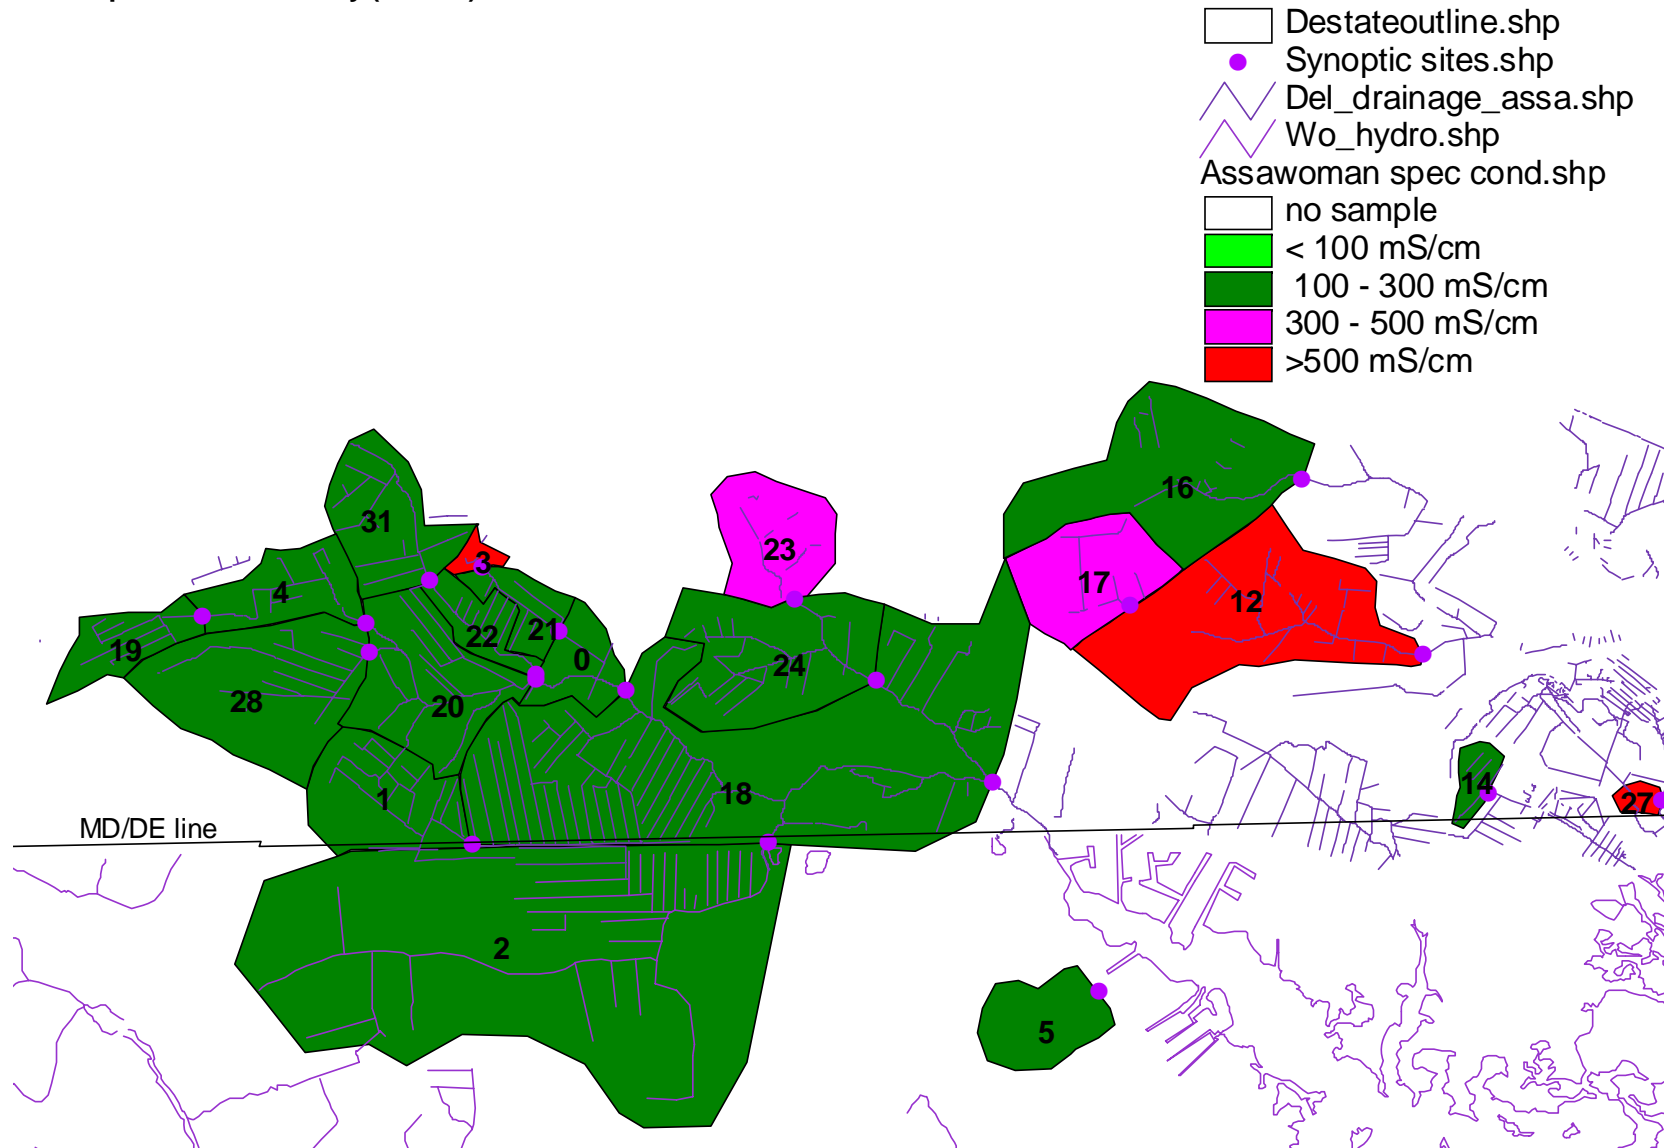 Destateoutline.shp
Synoptic sites.shp
Del_drainage_assa.shp
Wo_hydro.shp
Assawoman spec cond.shp
no sample
< 100 mS/cm
100 - 300 mS/cm
300 - 500 mS/cm
>500 mS/cm
16
31
23
3
17
4
12
21
22
19
0
24
28
20
14
18
1
27
MD/DE line
2
5